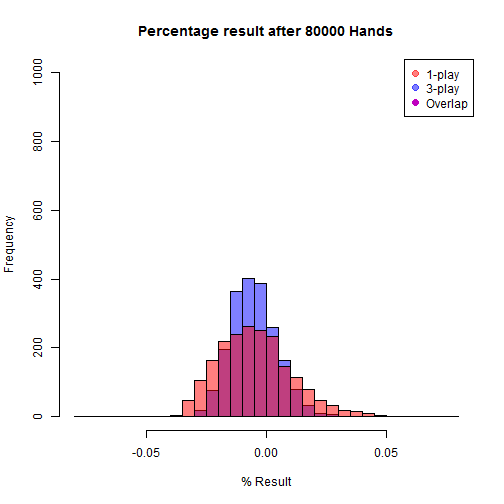 Percentage result after 80000 Hands
1-play
3-play
Overlap
Frequency
1000
800
600
400
200
0
-0.05
0.00
0.05
% Result